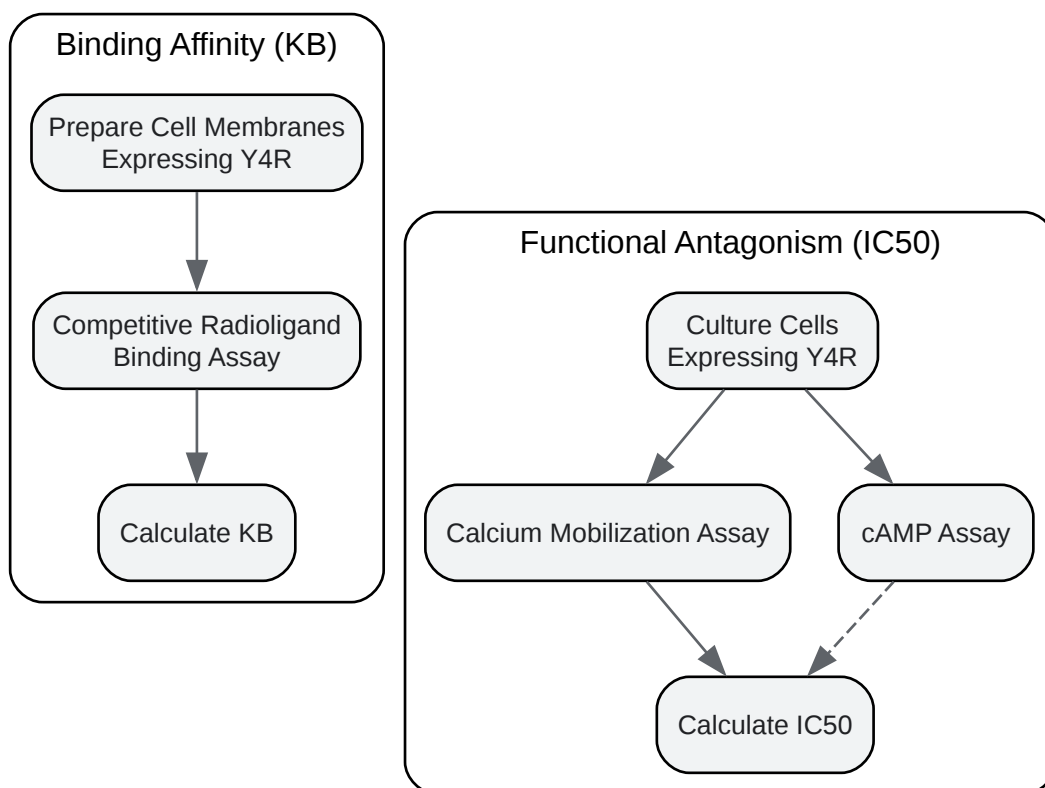 Binding Affinity (KB)
Prepare Cell Membranes
Expressing Y4R
Competitive Radioligand
Binding Assay
Calculate KB
Functional Antagonism (IC50)
Culture Cells
Expressing Y4R
Calcium Mobilization Assay
cAMP Assay
Calculate IC50